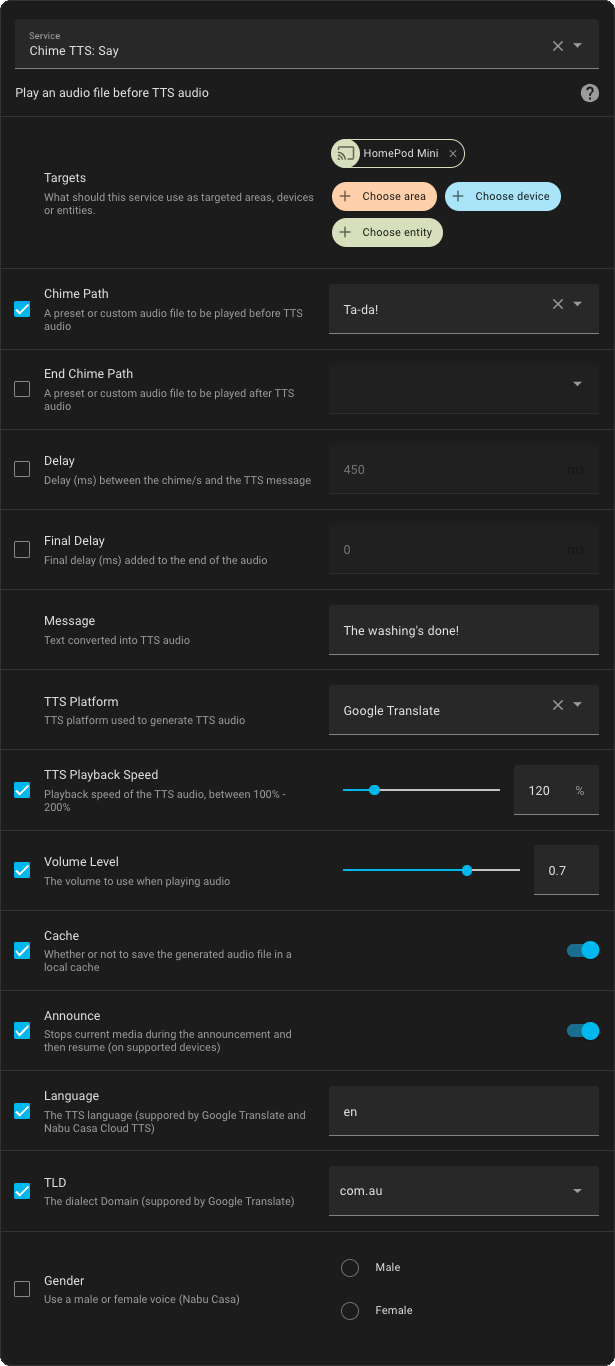 Service
Chime TTS: Say
Play an audio file before TTS audio
Targets
What should this service use as targeted areas, devices
or entities.
HomePod Mini
Choose area
Choose device
Choose entity
Chime Path
A preset or custom audio file to be played before TTS
audio
Ta-da!
End Chime Path
A preset or custom audio file to be played after TTS
audio
Delay
Delay (ms) between the chime/s and the TTS message
450 ms
Final Delay
Final delay (ms) added to the end of the audio
0 ms
Message
Text converted into TTS audio
The washing's done!
TTS Platform
TTS platform used to generate TTS audio
Google Translate
TTS Playback Speed
Playback speed of the TTS audio, between 100% -
200%
120 %
Volume Level
The volume to use when playing audio
0.7
Cache
Whether or not to save the generated audio file in a
local cache
Announce
Stops current media during the announcement and
then resume (on supported devices)
Language
The TTS language (suppored by Google Translate and
Nabu Casa Cloud TTS)
en
TLD
The dialect Domain (suppored by Google Translate)
com.au
Gender
Use a male or female voice (Nabu Casa)
Male
Female